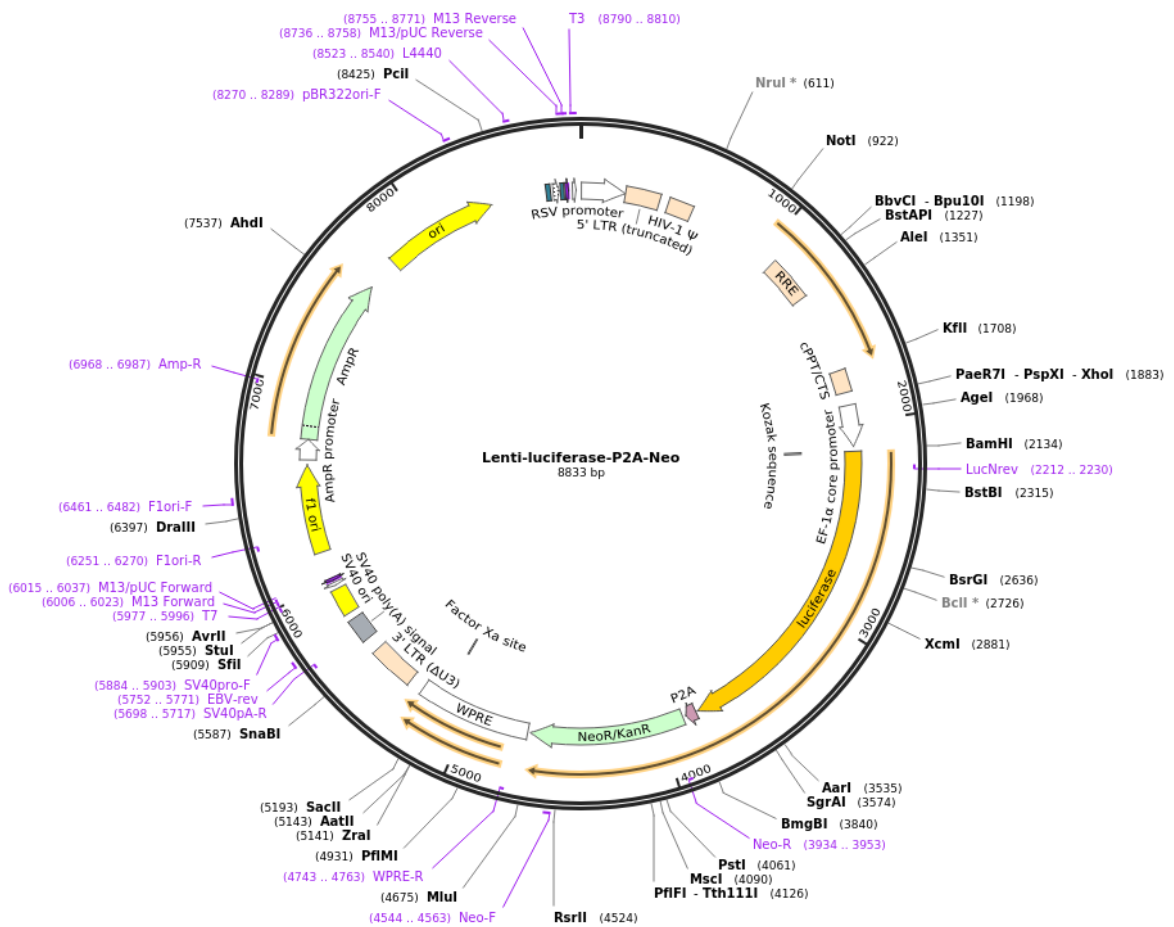 (8755 .. 8771) M13 Reverse
T3 (8790 .. 8810)
(8736 .. 8758) M13/pUC Reverse
(8523 .. 8540) L4440
(8425) PciI
(8270 .. 8289) pBR322ori-F
NruI * (611)
NotI (922)
BbvCI - Bpu10I (1198)
BstAPI (1227)
AleI (1351)
KflI (1708)
PaeR7I - PspXI - XhoI (1883)
AgeI (1968)
BamHI (2134)
LucNrev (2212 .. 2230)
BstBI (2315)
BsrGI (2636)
BclI * (2726)
XcmI (2881)
AarI (3535)
SgrAI (3574)
BmgBI (3840)
Neo-R (3934 .. 3953)
PstI (4061)
MscI (4090)
PflFI - Tth111I (4126)
RsrII (4524)
(4544 .. 4563) Neo-F
(4675) MluI
(4743 .. 4763) WPRE-R
(4931) PflMI
(5141) ZraI
(5143) AatII
(5193) SacII
(5587) SnaBI
(5698 .. 5717) SV40pA-R
(5752 .. 5771) EBV-rev
(5884 .. 5903) SV40pro-F
(5909) SfiI
(5955) StuI
(5956) AvrII
(5977 .. 5996) T7
(6006 .. 6023) M13 Forward
(6015 .. 6037) M13/pUC Forward
(6251 .. 6270) F1ori-R
(6397) DraIII
(6461 .. 6482) F1ori-F
(6968 .. 6987) Amp-R
(7537) AhdI
1000
2000
3000
4000
5000
6000
7000
8000
RSV promoter
5' LTR (truncated)
HIV-1 Ψ
RRE
cPPT/CTS
EF-1α core promoter
Kozak sequence
luciferase
P2A
NeoR/KanR
WPRE
Factor Xa site
3' LTR (ΔU3)
SV40 poly(A) signal
SV40 ori
f1 ori
AmpR promoter
AmpR
ori
Lenti-luciferase-P2A-Neo
8833 bp